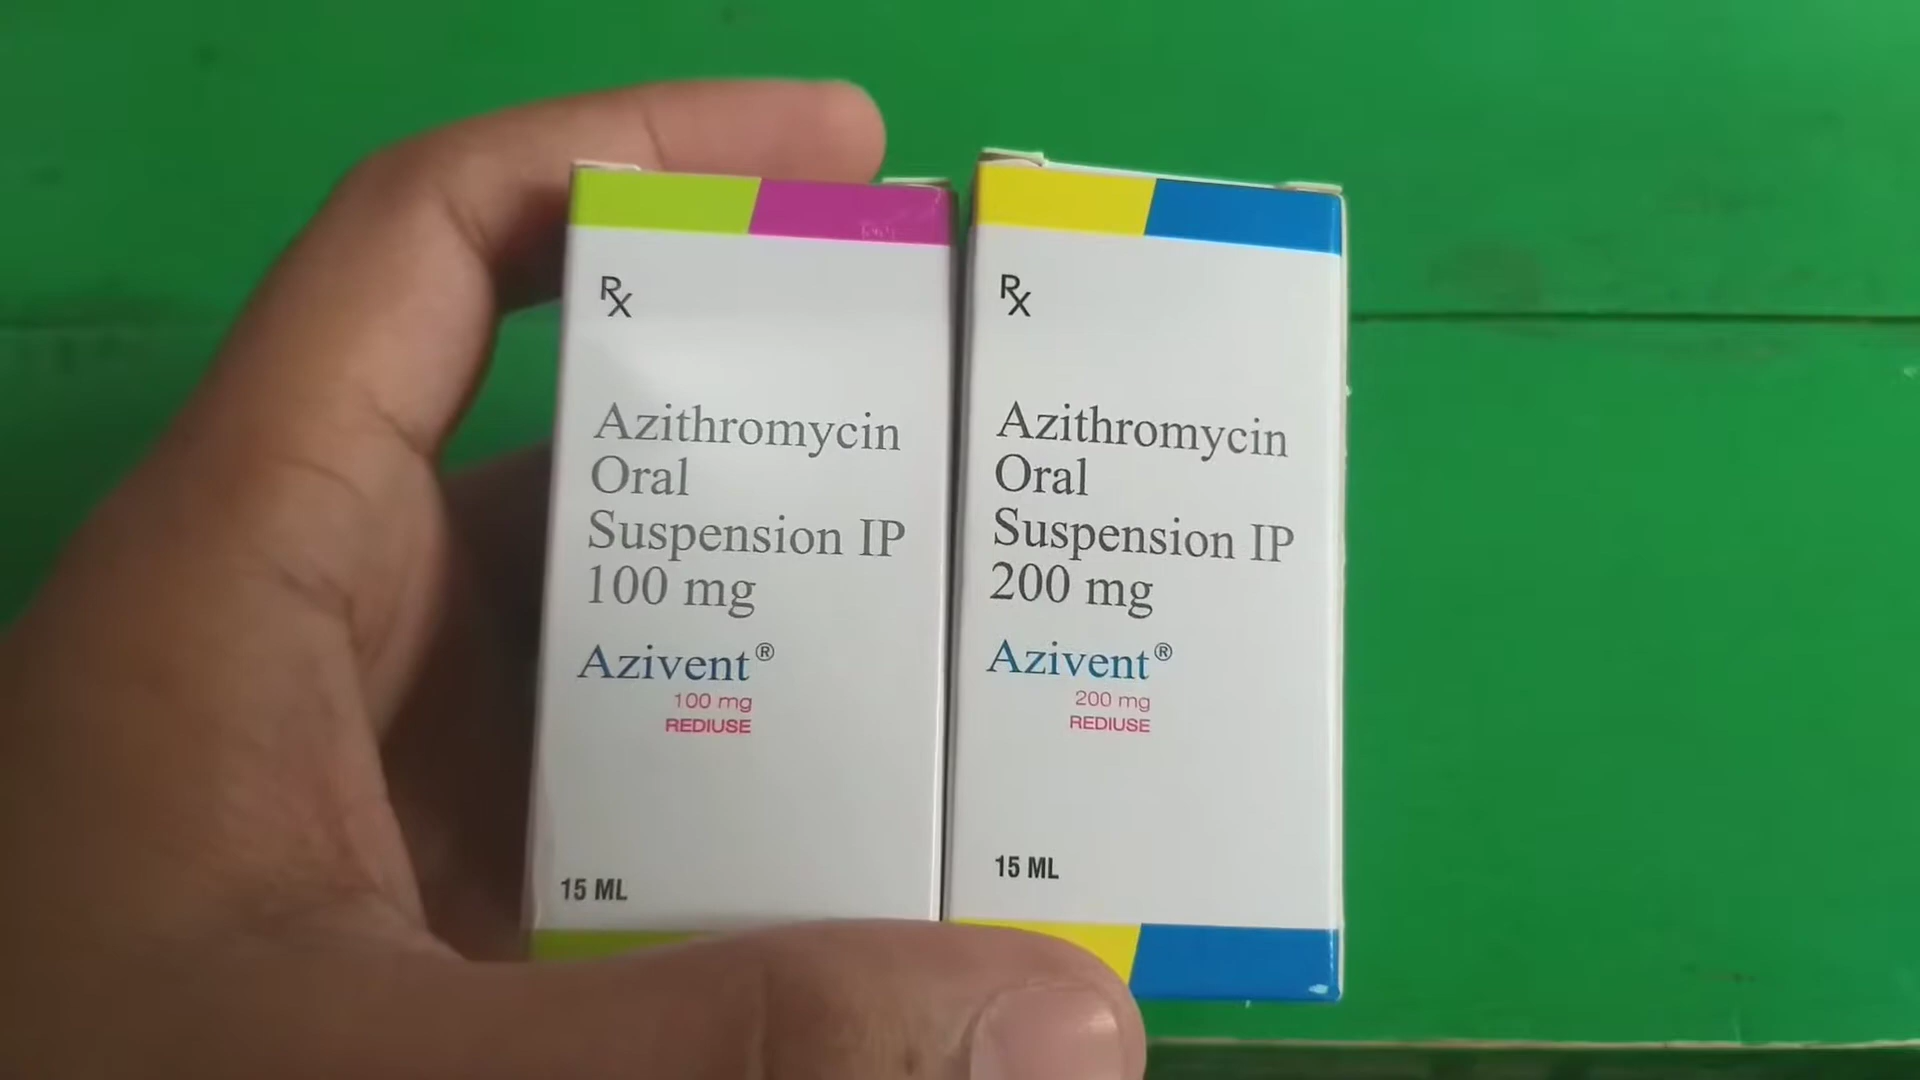 Rx
Azithromycin
Oral
Suspension IP
100 mg
Azivent®
100 mg
REDIUSE
15 ML
Rx
Azithromycin
Oral
Suspension IP
200 mg
Azivent®
200 mg
REDIUSE
15 ML